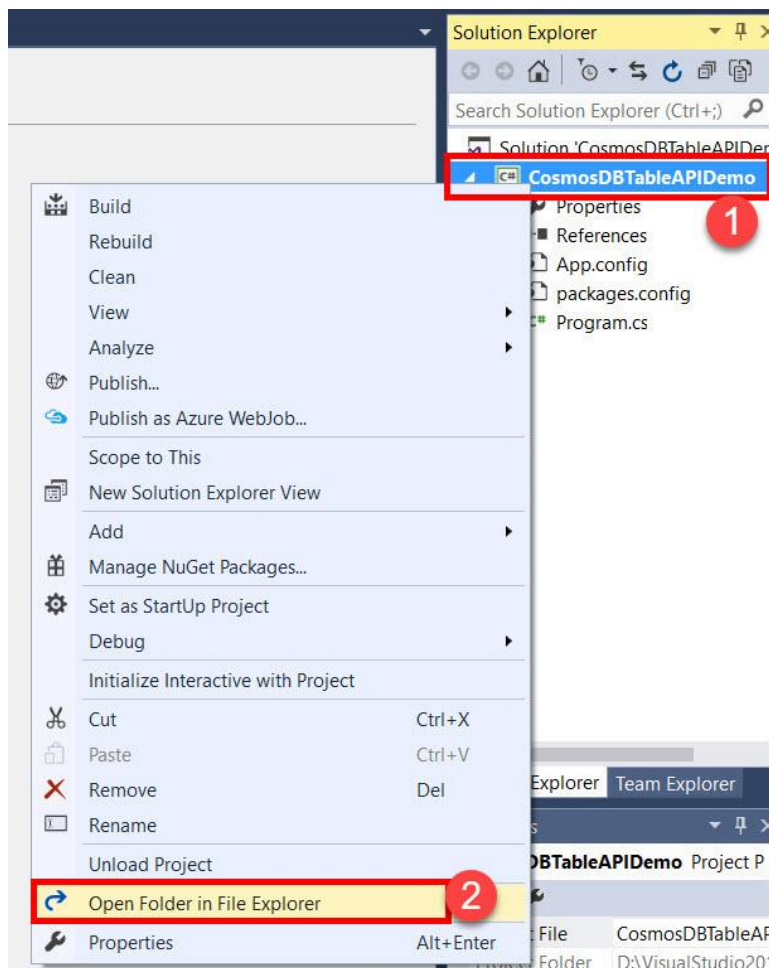 Solution Explorer
Search Solution Explorer (Ctrl+;)
Solution 'CosmosDBTableAPIDem
C# CosmosDBTableAPIDemo
1
Properties
References
App.config
packages.config
C# Program.cs
Build
Rebuild
Clean
View
Analyze
Publish...
Publish as Azure WebJob...
Scope to This
New Solution Explorer View
Add
Manage NuGet Packages...
Set as StartUp Project
Debug
Initialize Interactive with Project
Cut Ctrl+X
Paste Ctrl+V
Remove Del
Rename
Unload Project
Open Folder in File Explorer
2
Properties Alt+Enter
Explorer Team Explorer
s
DBTableAPIDemo Project P
File CosmosDBTableAP
Project Folder D:\VisualStudio201